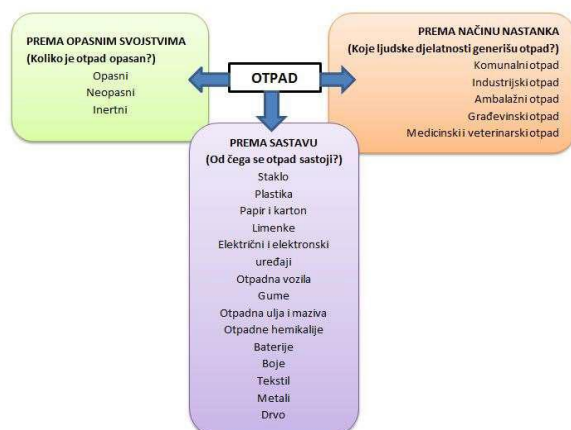 PREMA OPASNIM SVOJSTVIMA
(Koliko je otpad opasan?)
Opasni
Neopasni
Inertni
OTPAD
PREMA NAČINU NASTANKA
(Koje ljudske djelatnosti generišu otpad?)
Komunalni otpad
Industrijski otpad
Ambalažni otpad
Građevinski otpad
Medicinski i veterinarski otpad
PREMA SASTAVU
(Od čega se otpad sastoji?)
Staklo
Plastika
Papir i karton
Limenke
Električni i elektronski
uređaji
Otpadna vozila
Gume
Otpadna ulja i maziva
Otpadne hemikalije
Baterije
Boje
Tekstil
Metali
Drvo